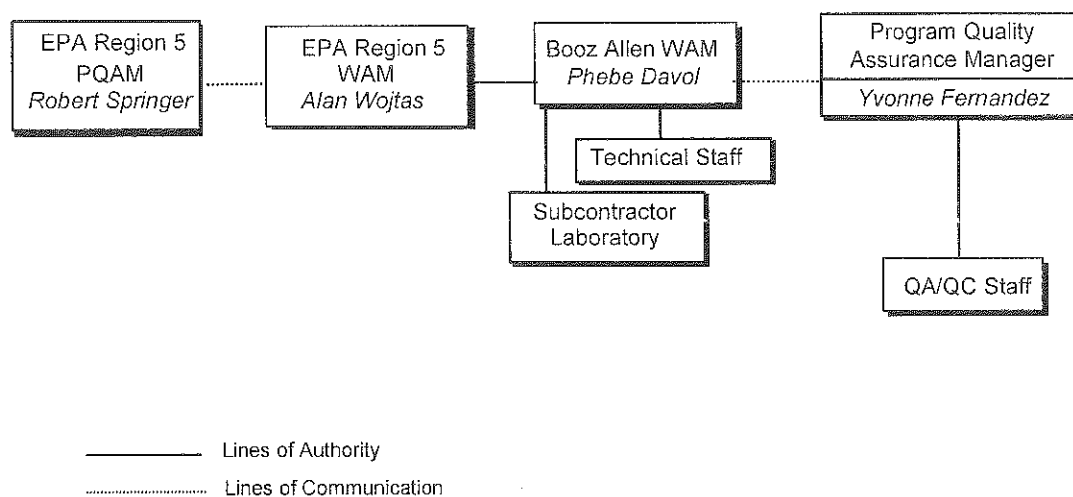 EPA Region 5
PQAM
Robert Springer
EPA Region 5
WAM
Alan Wojtas
Booz Allen WAM
Phebe Davol
Program Quality
Assurance Manager
Yvonne Fernandez
Technical Staff
Subcontractor
Laboratory
QA/QC Staff
Lines of Authority
Lines of Communication